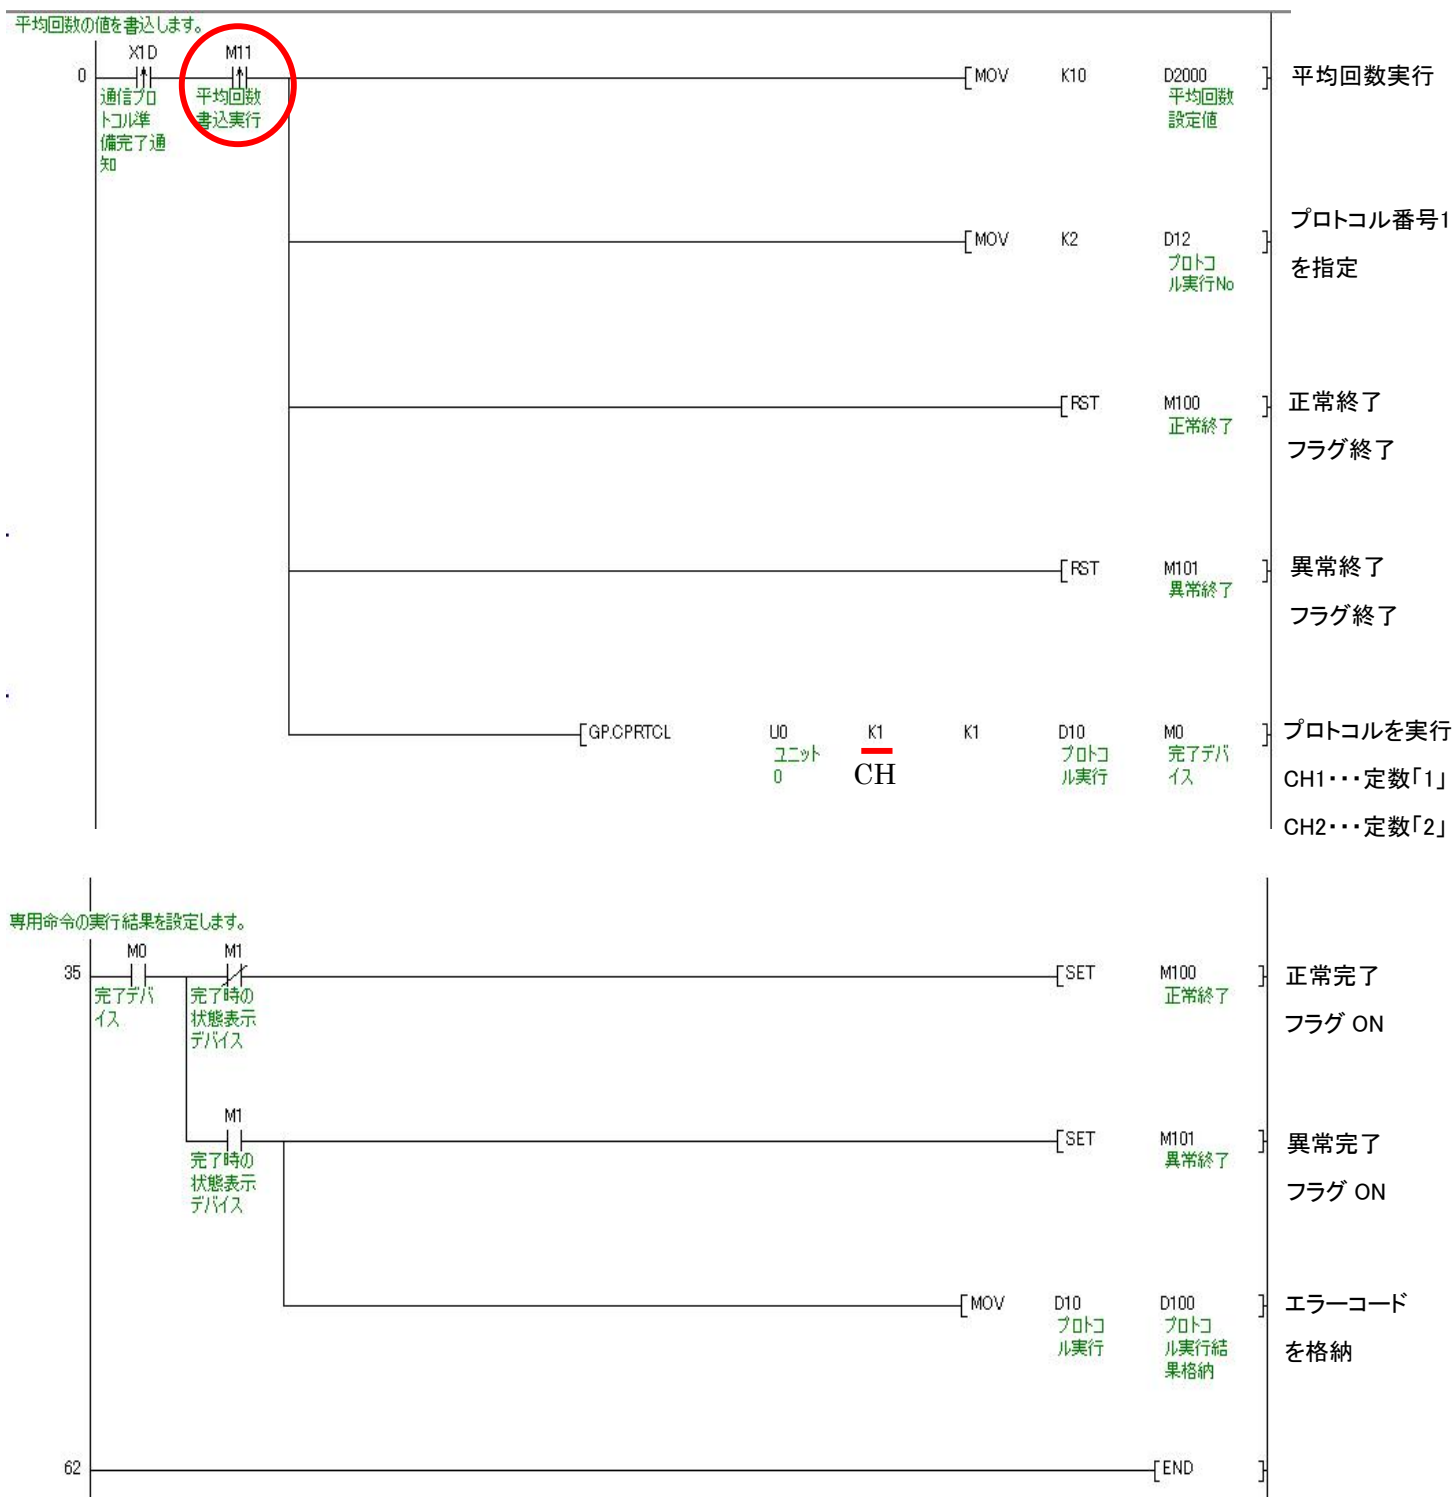 平均回数の値を書込します。
X1D M11
0 [MOV K10 D2000 ] 平均回数実行
通信プロ 平均回数 平均回数
トコル準 書込実行 設定値
備完了通
知
プロトコル番号1
[MOV K2 D12 ]
プロトコ を指定
ル実行No
[RST M100 ] 正常終了
正常終了
フラグ終了
[RST M101 ] 異常終了
異常終了
フラグ終了
[GP.CPRTCL U0 K1 K1 D10 M0 ] プロトコルを実行
ユニット プロトコ 完了デバ
0 CH ル実行 イス CH1・・・定数「1」
CH2・・・定数「2」
専用命令の実行結果を設定します。
M0 M1
35 [SET M100 ] 正常完了
完了デバ 完了時の 正常終了
イス 状態表示 フラグ ON
デバイス
M1
[SET M101 ] 異常完了
完了時の 異常終了
状態表示 フラグ ON
デバイス
[MOV D10 D100 ] エラーコード
プロトコ プロトコ
ル実行 ル実行結 を格納
果格納
62 [END ]